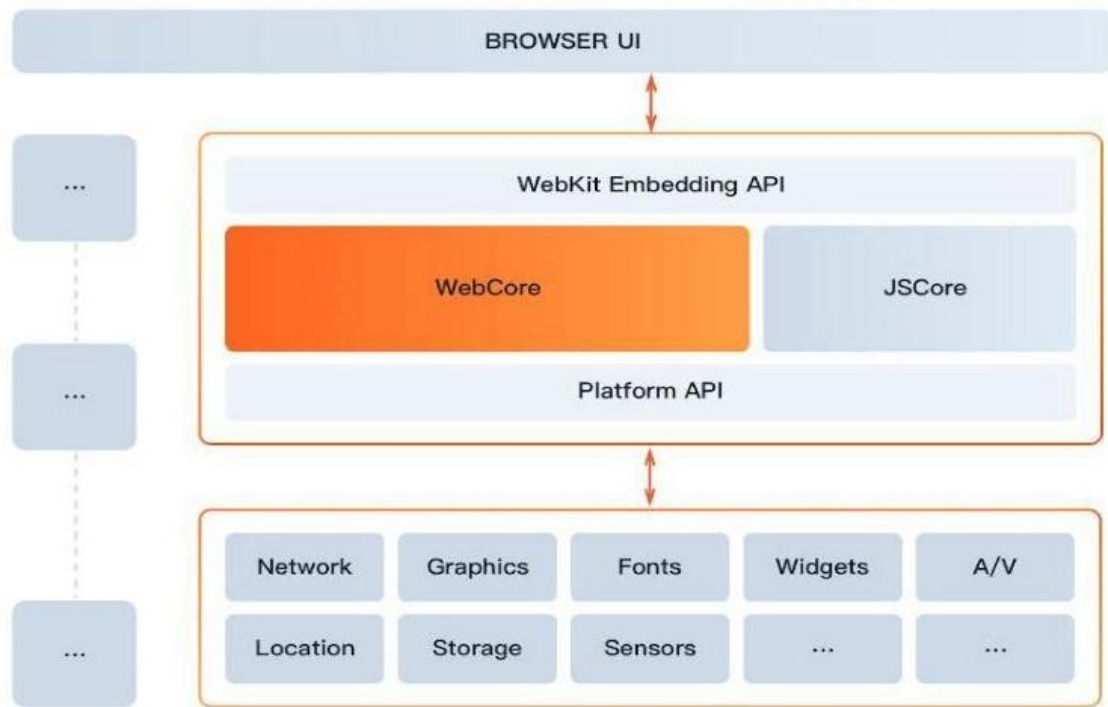 BROWSER UI
...
WebKit Embedding API
WebCore
JSCore
...
Platform API
Network
Graphics
Fonts
Widgets
A/V
...
Location
Storage
Sensors
...
...